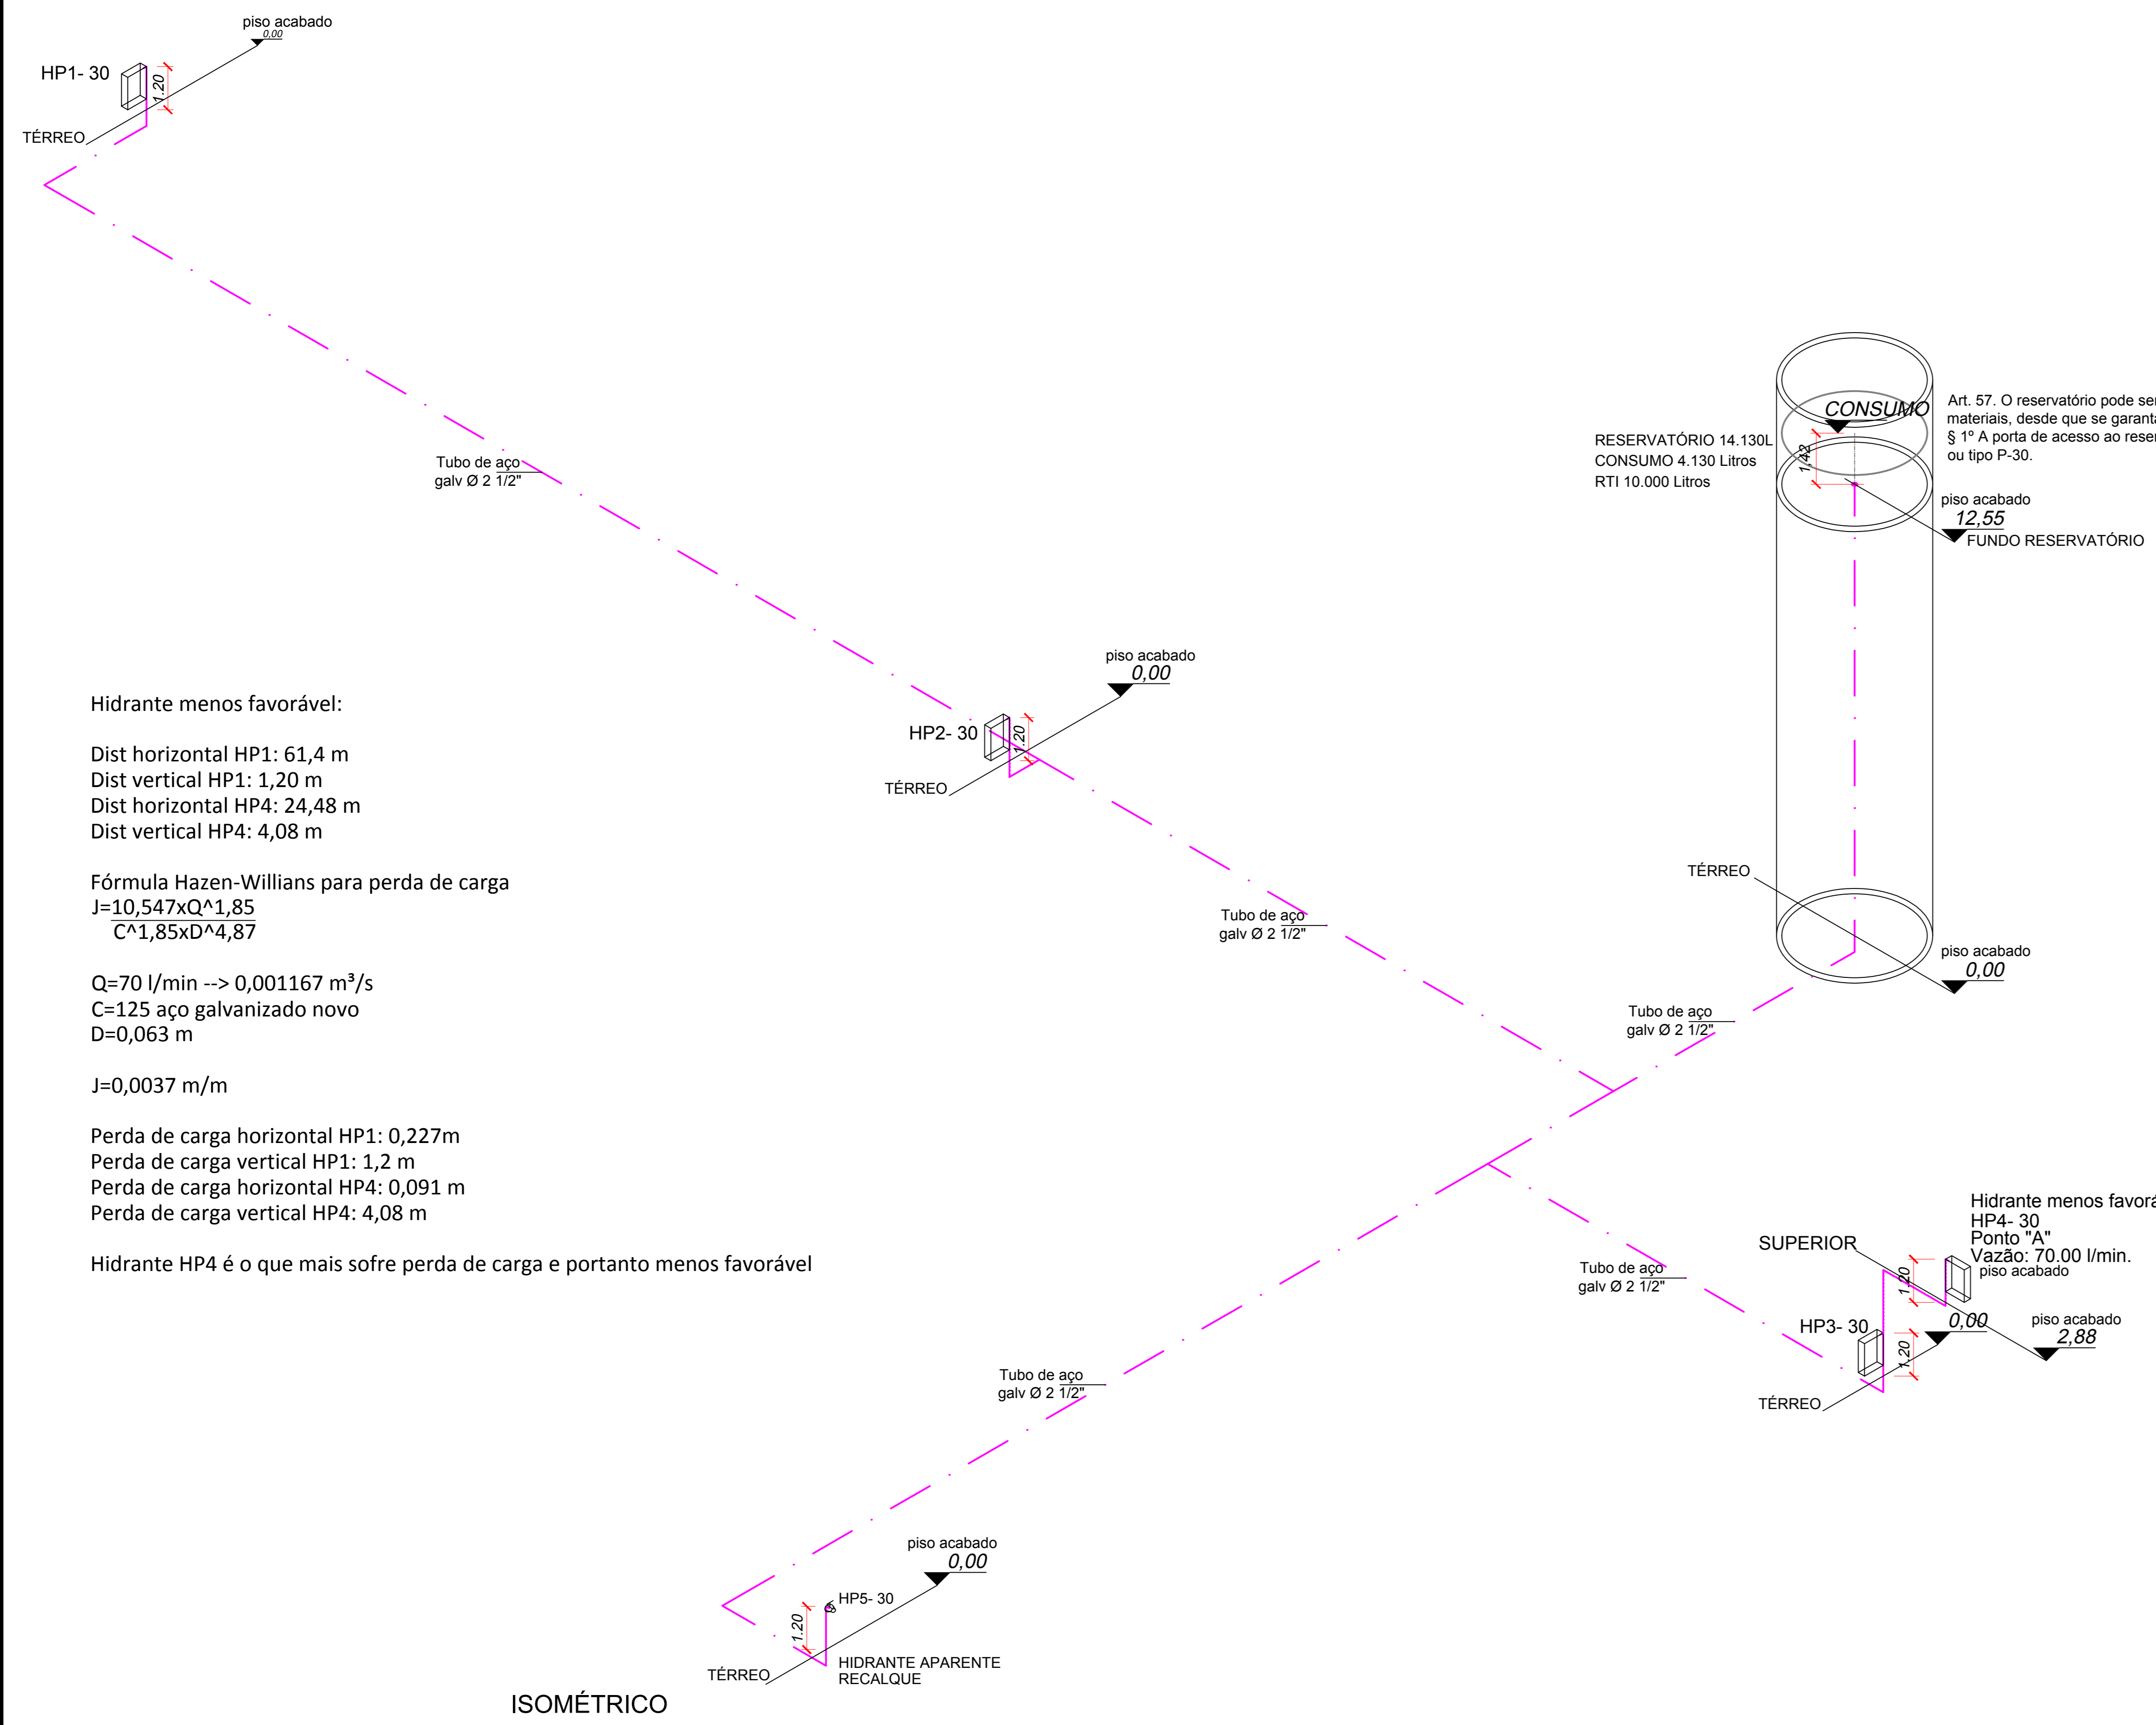 piso acabado
0,00
HP1- 30
1.20
TÉRREO
Tubo de aço
galv Ø 2 1/2"
CONSUMO
1,42
RESERVATÓRIO 14.130L
CONSUMO 4.130 Litros
RTI 10.000 Litros
Art. 57. O reservatório pode ser
materiais, desde que se garanta
§ 1º A porta de acesso ao reser
ou tipo P-30.
piso acabado
12,55
FUNDO RESERVATÓRIO
piso acabado
0,00
HP2- 30
1.20
TÉRREO
Hidrante menos favorável:
Dist horizontal HP1: 61,4 m
Dist vertical HP1: 1,20 m
Dist horizontal HP4: 24,48 m
Dist vertical HP4: 4,08 m
Fórmula Hazen-Willians para perda de carga
J=10,547xQ^1,85
C^1,85xD^4,87
Q=70 l/min --> 0,001167 m³/s
C=125 aço galvanizado novo
D=0,063 m
J=0,0037 m/m
Perda de carga horizontal HP1: 0,227m
Perda de carga vertical HP1: 1,2 m
Perda de carga horizontal HP4: 0,091 m
Perda de carga vertical HP4: 4,08 m
Hidrante HP4 é o que mais sofre perda de carga e portanto menos favorável
TÉRREO
piso acabado
0,00
Tubo de aço
galv Ø 2 1/2"
Tubo de aço
galv Ø 2 1/2"
Hidrante menos favorá
HP4- 30
Ponto "A"
Vazão: 70.00 l/min.
piso acabado
SUPERIOR
1.20
Tubo de aço
galv Ø 2 1/2"
HP3- 30
1.20
0,00
piso acabado
2,88
TÉRREO
Tubo de aço
galv Ø 2 1/2"
piso acabado
0,00
HP5- 30
1.20
TÉRREO
HIDRANTE APARENTE
RECALQUE
ISOMÉTRICO